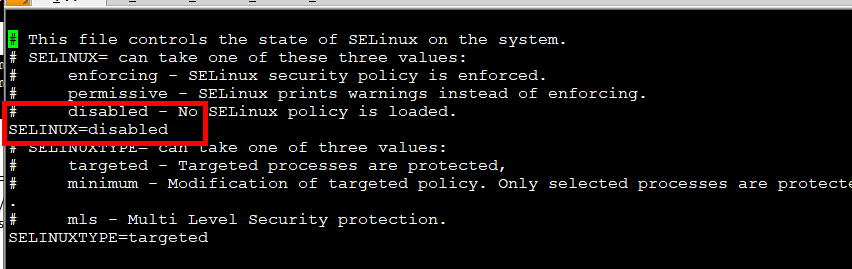 # This file controls the state of SELinux on the system.
# SELINUX= can take one of these three values:
#     enforcing - SELinux security policy is enforced.
#     permissive - SELinux prints warnings instead of enforcing.
#     disabled - No SELinux policy is loaded.
SELINUX=disabled
# SELINUXTYPE= can take one of three values:
#     targeted - Targeted processes are protected,
#     minimum - Modification of targeted policy. Only selected processes are protecte
.
#     mls - Multi Level Security protection.
SELINUXTYPE=targeted